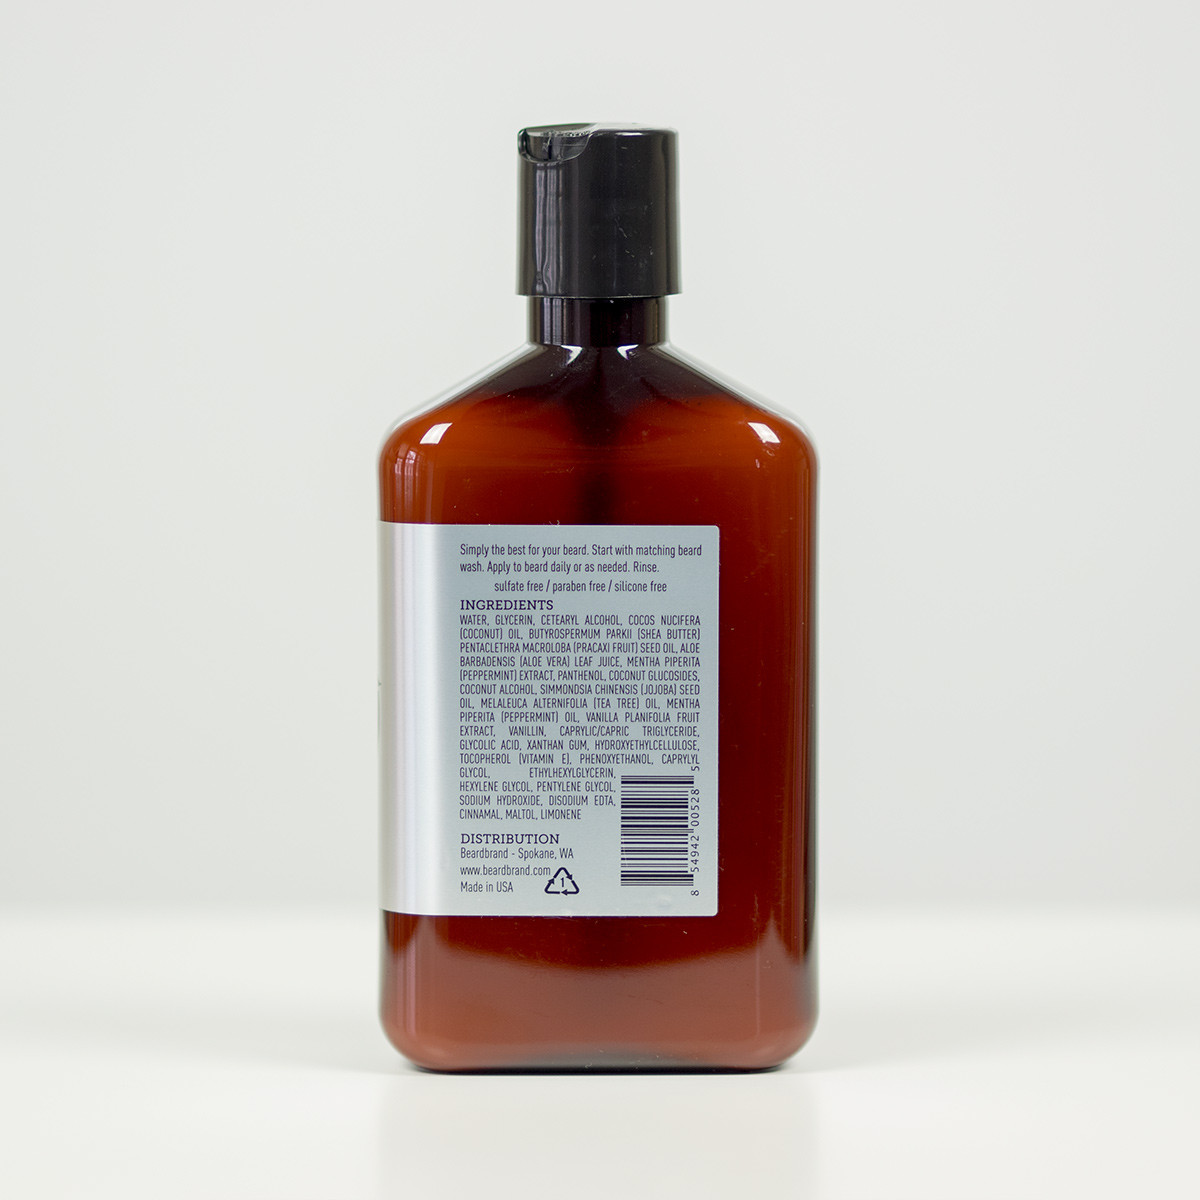 Simply the best for your beard. Start with matching beard
wash. Apply to beard daily or as needed. Rinse.
sulfate free / paraben free / silicone free
INGREDIENTS
WATER, GLYCERIN, CETEARYL ALCOHOL, COCOS NUCIFERA
(COCONUT) OIL, BUTYROSPERMUM PARKII (SHEA BUTTER)
PENTACLETHRA MACROLOBA (PRACAXI FRUIT) SEED OIL, ALOE
BARBADENSIS (ALOE VERA) LEAF JUICE, MENTHA PIPERITA
(PEPPERMINT) EXTRACT, PANTHENOL, COCONUT GLUCOSIDES,
COCONUT ALCOHOL, SIMMONDSIA CHINENSIS (JOJOBA) SEED
OIL, MELALEUCA ALTERNIFOLIA (TEA TREE) OIL, MENTHA
PIPERITA (PEPPERMINT) OIL, VANILLA PLANIFOLIA FRUIT
EXTRACT, VANILLIN, CAPRYLIC/CAPRIC TRIGLYCERIDE,
GLYCOLIC ACID, XANTHAN GUM, HYDROXYETHYLCELLULOSE,
TOCOPHEROL (VITAMIN E), PHENOXYETHANOL, CAPRYLYL
GLYCOL, ETHYLHEXYLGLYCERIN,
HEXYLENE GLYCOL, PENTYLENE GLYCOL,
SODIUM HYDROXIDE, DISODIUM EDTA,
CINNAMAL, MALTOL, LIMONENE
DISTRIBUTION
Beardbrand - Spokane, WA
www.beardbrand.com
Made in USA
1
8 54942 00528 5